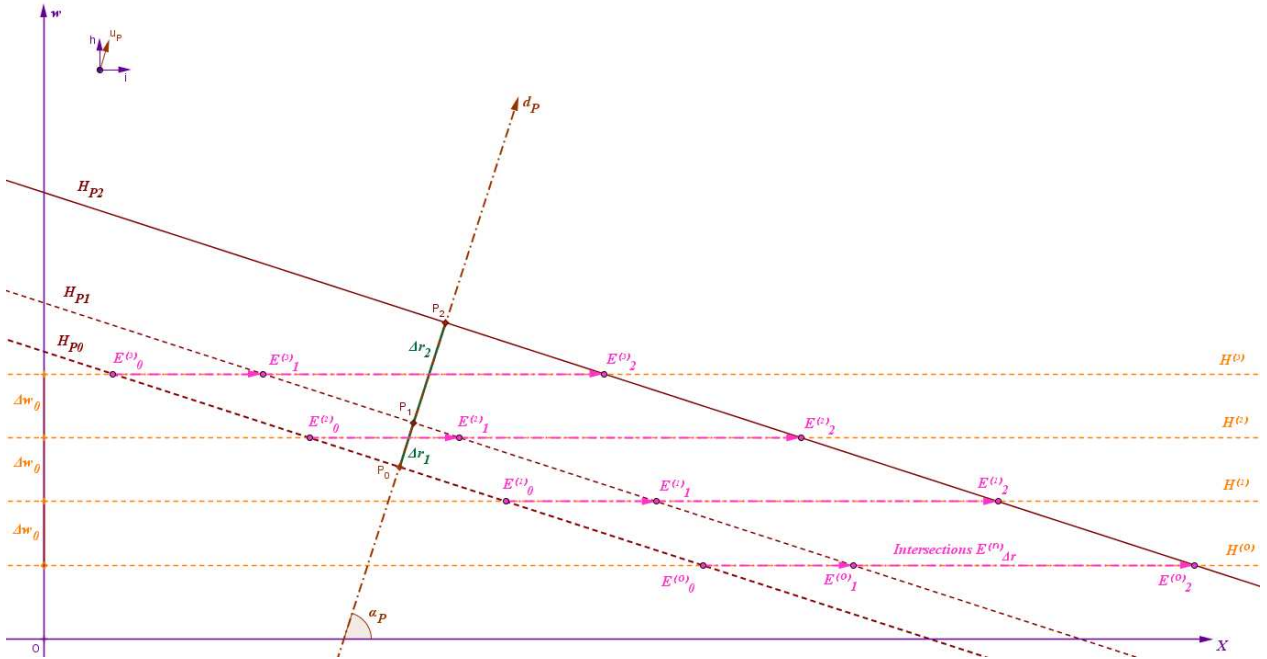 w
h
u_P
i
d_P
H_P2
H_P1
P_2
H_P0
Δr_2
E^(3)_0
E^(3)_1
E^(3)_2
H^(3)
Δw_0
P_1
E^(2)_0
E^(2)_1
E^(2)_2
H^(2)
Δr_1
P_0
Δw_0
E^(1)_0
E^(1)_1
E^(1)_2
H^(1)
Δw_0
Intersections E^(n)_Δr
H^(0)
E^(0)_0
E^(0)_1
E^(0)_2
α_P
O
X